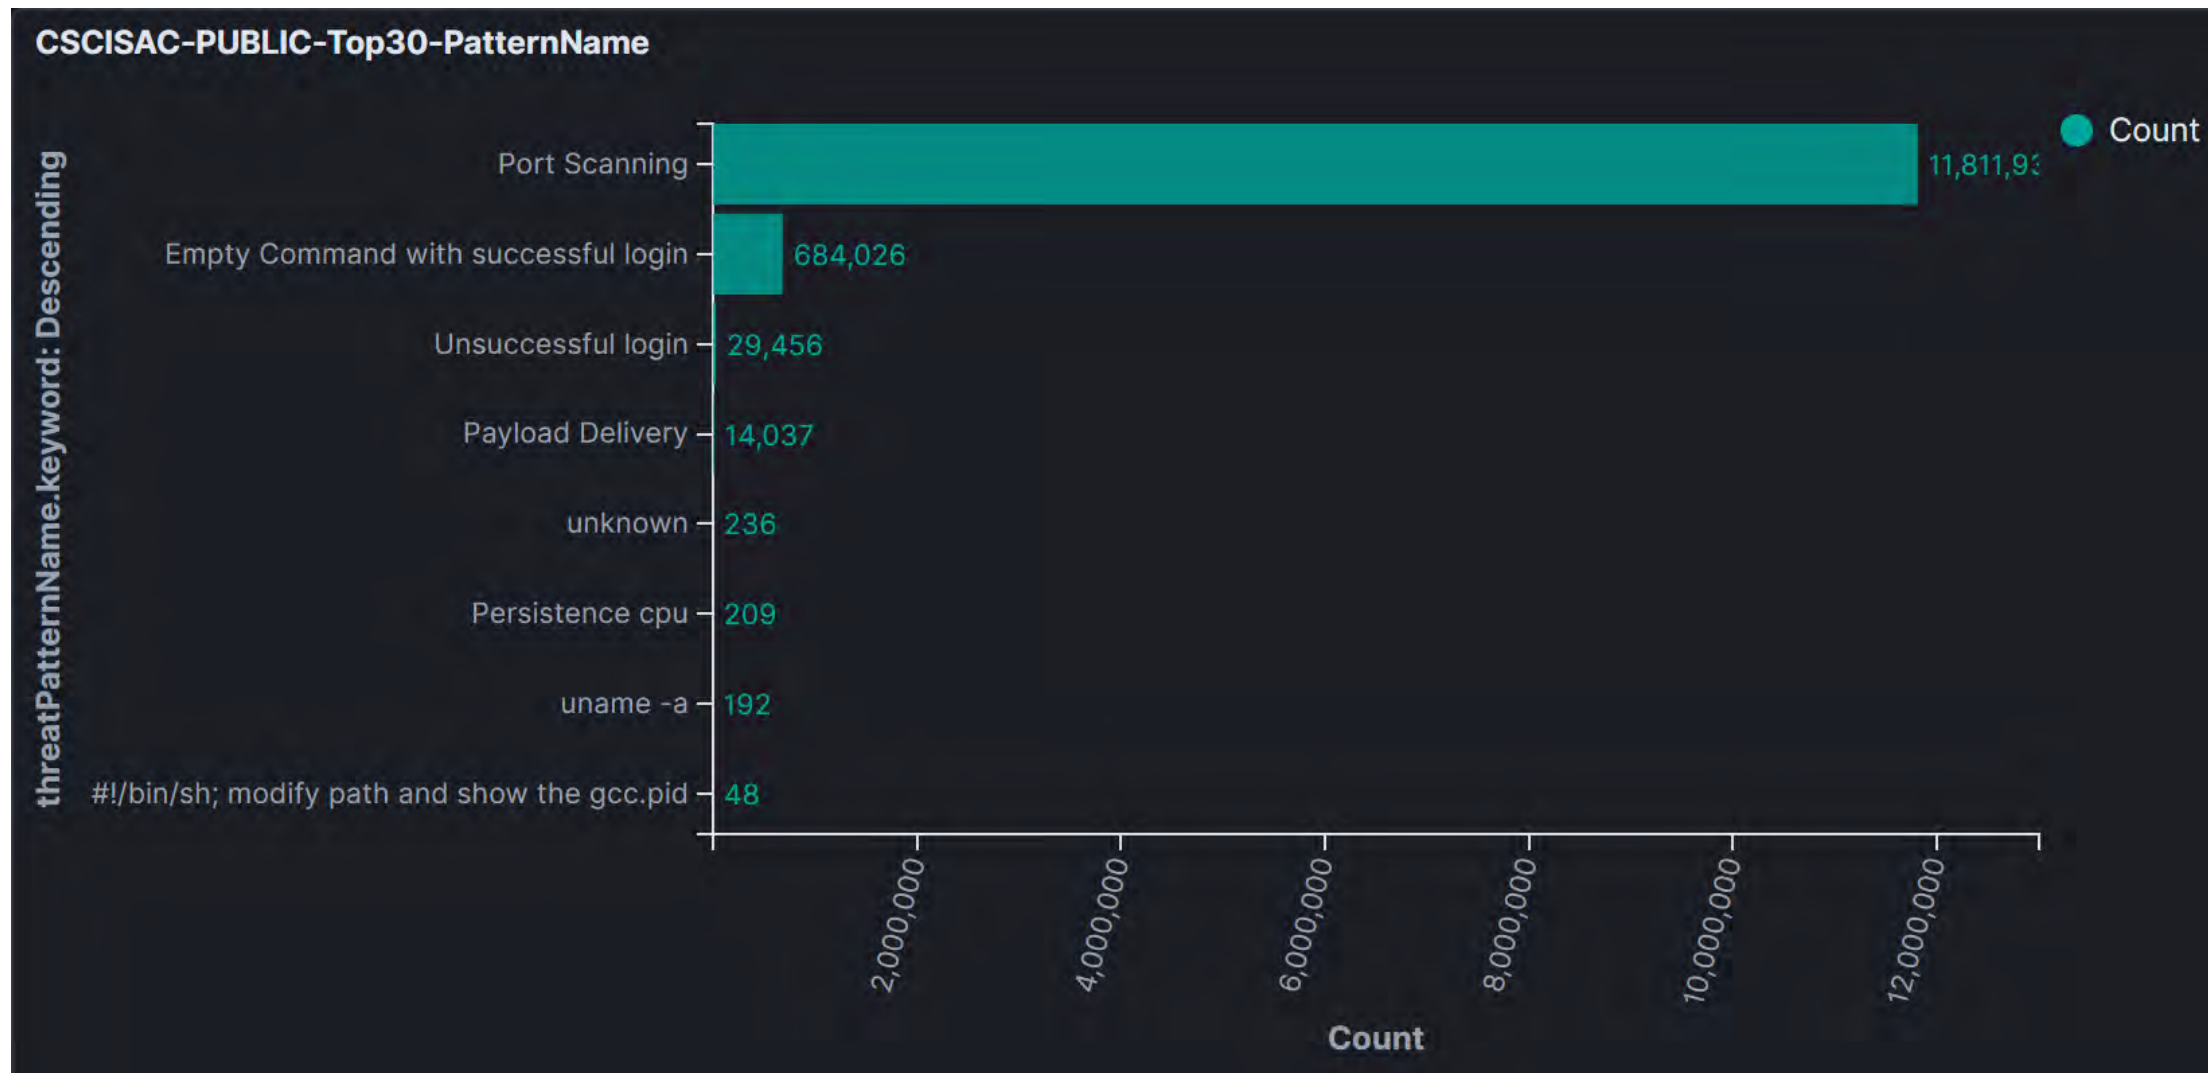 CSCISAC-PUBLIC-Top30-PatternName
Count
threatPatternName.keyword: Descending
Port Scanning
11,811,93
Empty Command with successful login
684,026
Unsuccessful login
29,456
Payload Delivery
14,037
unknown
236
Persistence cpu
209
uname -a
192
#!/bin/sh; modify path and show the gcc.pid
48
2,000,000
4,000,000
6,000,000
8,000,000
10,000,000
12,000,000
Count